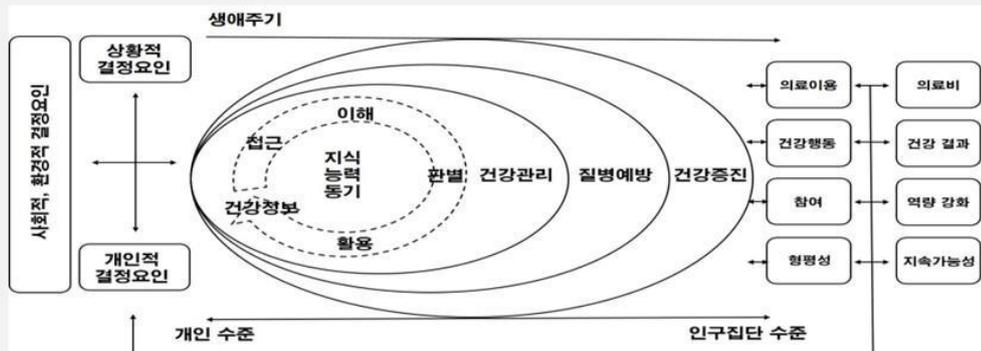 생애주기
사회적, 환경적 결정요인
상황적
결정요인
개인적
결정요인
이해
접근
지식
능력
동기
판별
건강정보
활용
건강관리
질병예방
건강증진
의료이용
의료비
건강행동
건강 결과
참여
역량 강화
형평성
지속가능성
개인 수준
인구집단 수준